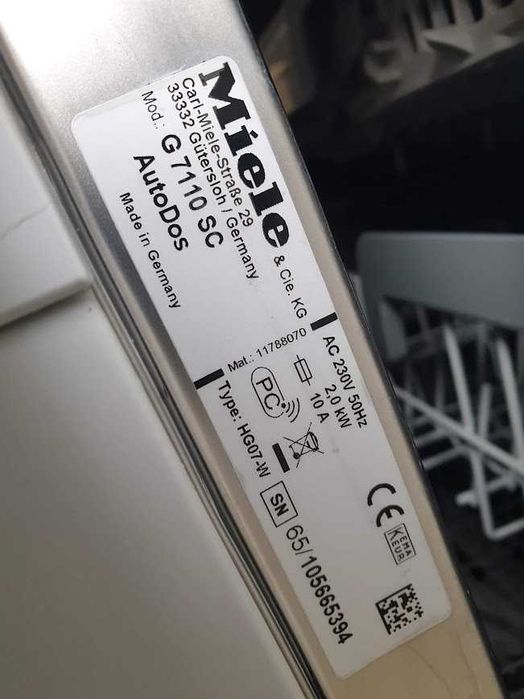 Miele & Cie. KG
Carl-Miele-Straße 29
33332 Gütersloh / Germany
Mod.: G 7110 SC
AutoDos
Made in Germany
Mat.: 11788070
AC 230V 50Hz
2,0 kW
10 A
PC
Type: HG07-W
SN 65/105665394
CE
KEMA
KEUR